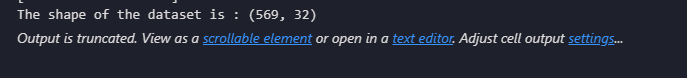 The shape of the dataset is : (569, 32)
Output is truncated. View as a scrollable element or open in a text editor. Adjust cell output settings...